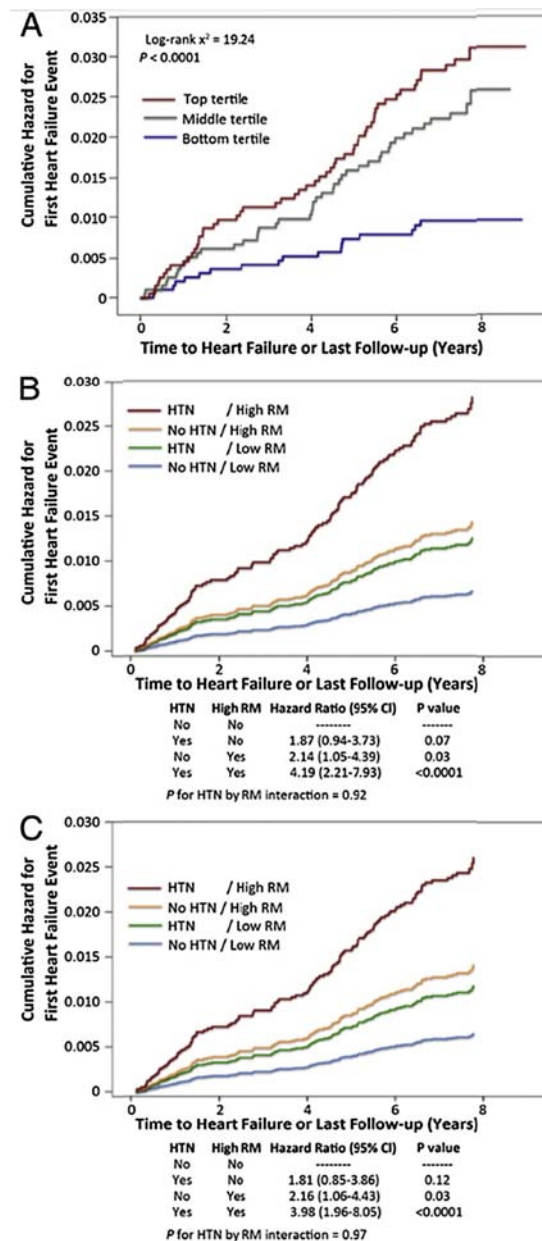 A
0.035
0.030
0.025
0.020
0.015
0.010
0.005
0
Cumulative Hazard for
First Heart Failure Event
Log-rank x² = 19.24
P < 0.0001
Top tertile
Middle tertile
Bottom tertile
0 2 4 6 8
Time to Heart Failure or Last Follow-up (Years)
B
0.030
0.025
0.020
0.015
0.010
0.005
0
Cumulative Hazard for
First Heart Failure Event
HTN / High RM
No HTN / High RM
HTN / Low RM
No HTN / Low RM
0 2 4 6 8
Time to Heart Failure or Last Follow-up (Years)
HTN High RM Hazard Ratio (95% CI) P value
No No -------- -------
Yes No 1.87 (0.94-3.73) 0.07
No Yes 2.14 (1.05-4.39) 0.03
Yes Yes 4.19 (2.21-7.93) <0.0001
P for HTN by RM interaction = 0.92
C
0.030
0.025
0.020
0.015
0.010
0.005
0
Cumulative Hazard for
First Heart Failure Event
HTN / High RM
No HTN / High RM
HTN / Low RM
No HTN / Low RM
0 2 4 6 8
Time to Heart Failure or Last Follow-up (Years)
HTN High RM Hazard Ratio (95% CI) P value
No No -------- -------
Yes No 1.81 (0.85-3.86) 0.12
No Yes 2.16 (1.06-4.43) 0.03
Yes Yes 3.98 (1.96-8.05) <0.0001
P for HTN by RM interaction = 0.97